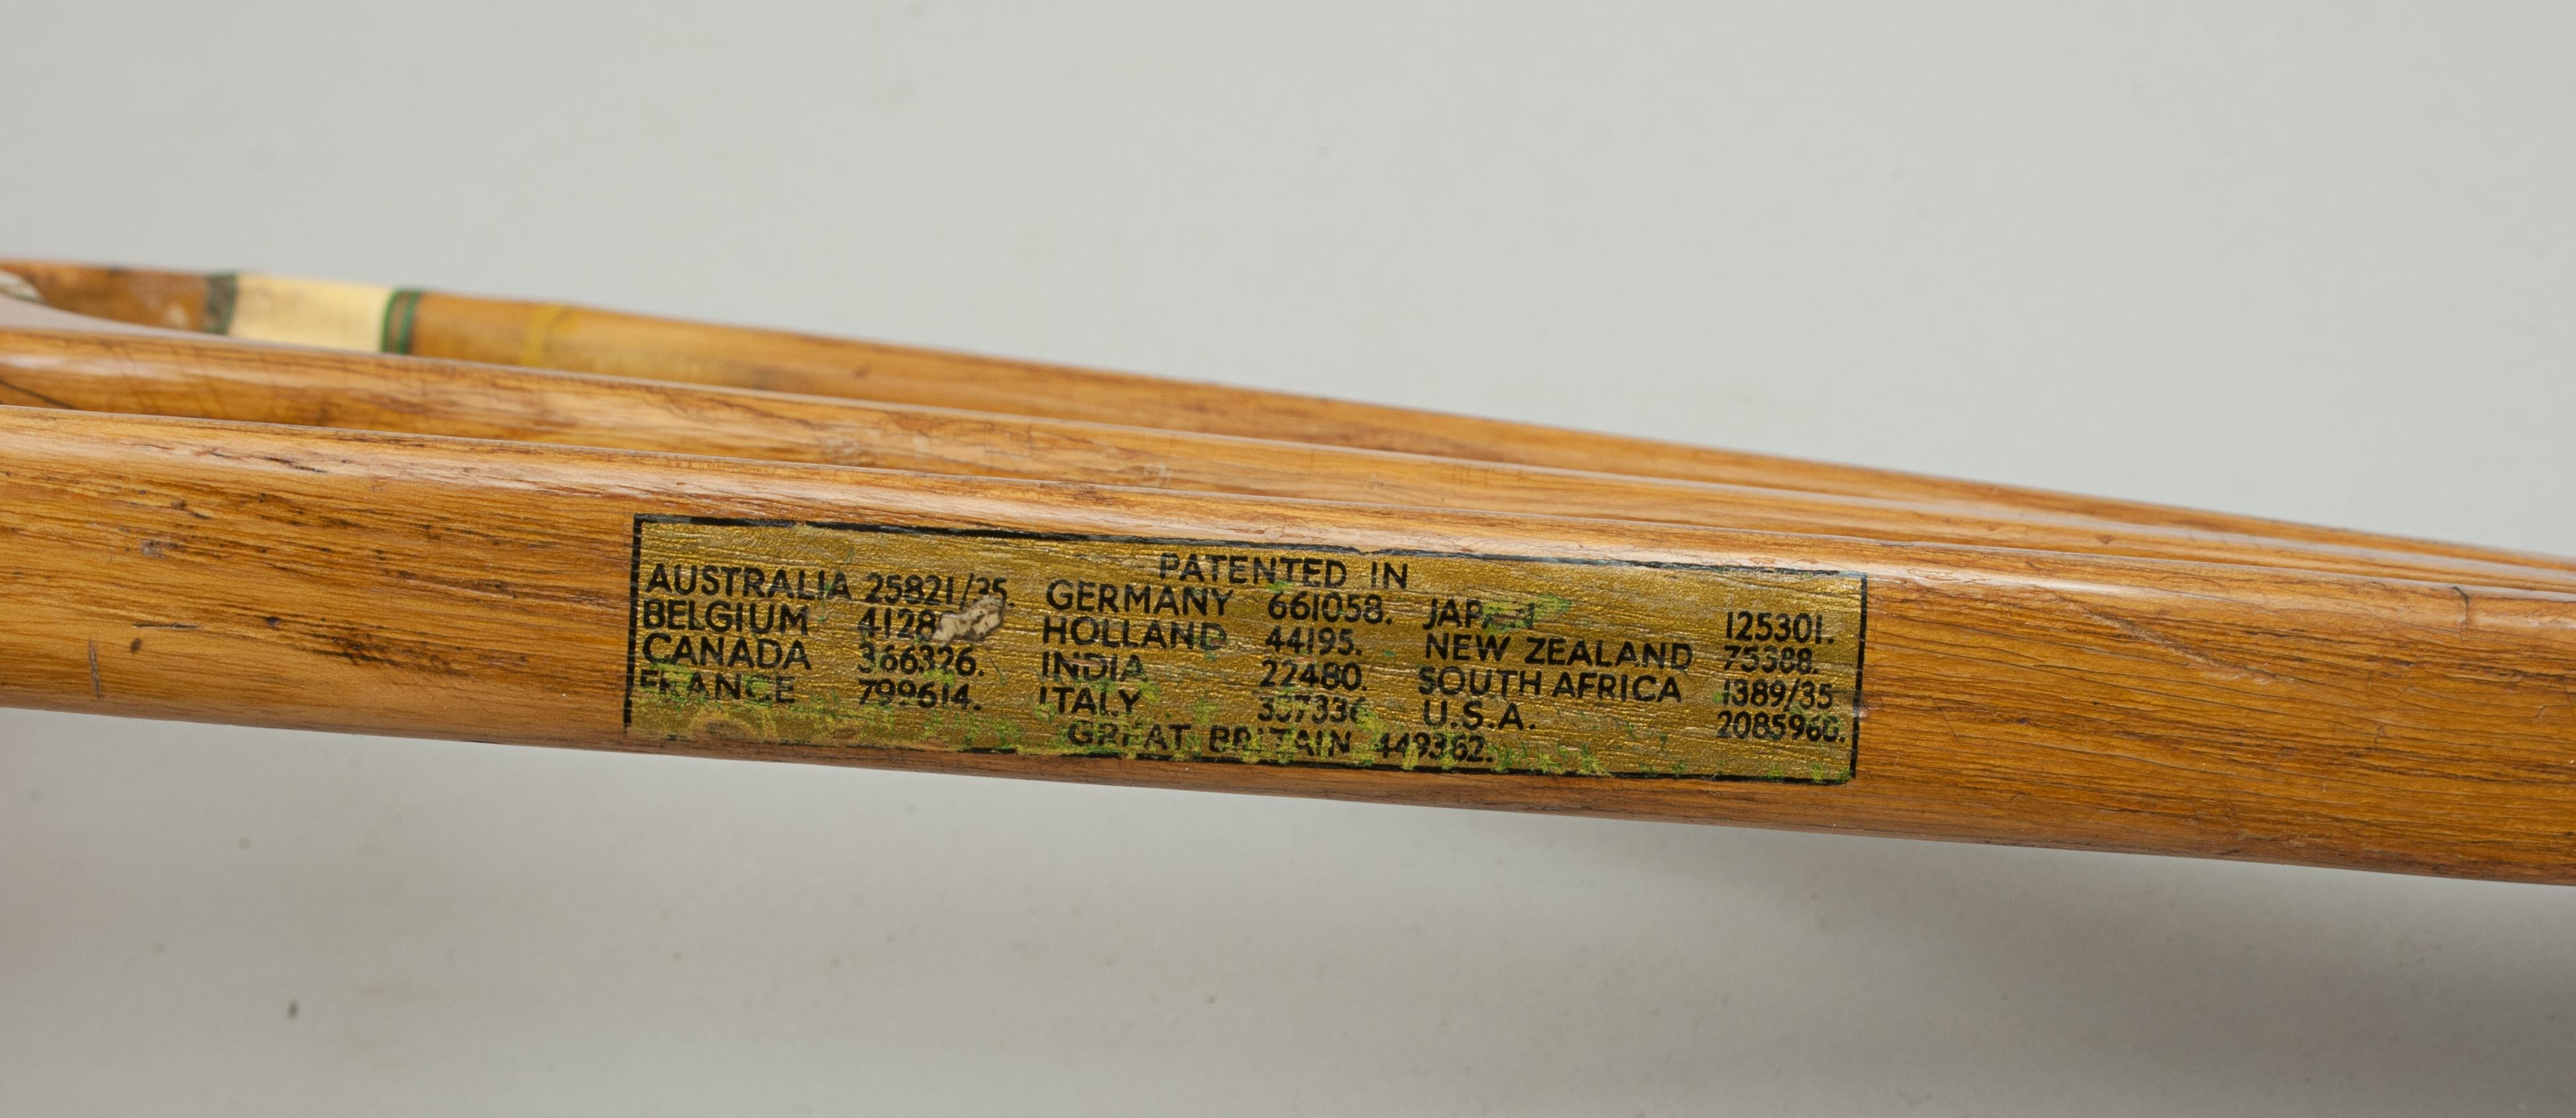 PATENTED IN
AUSTRALIA 25821/35. GERMANY 661058. JAPAN 125301.
BELGIUM HOLLAND 44195. NEW ZEALAND 75388.
CANADA 366326. INDIA 22480. SOUTH AFRICA 1389/35
FRANCE 799614. ITALY U.S.A. 2085960.
GREAT BRITAIN 449362.